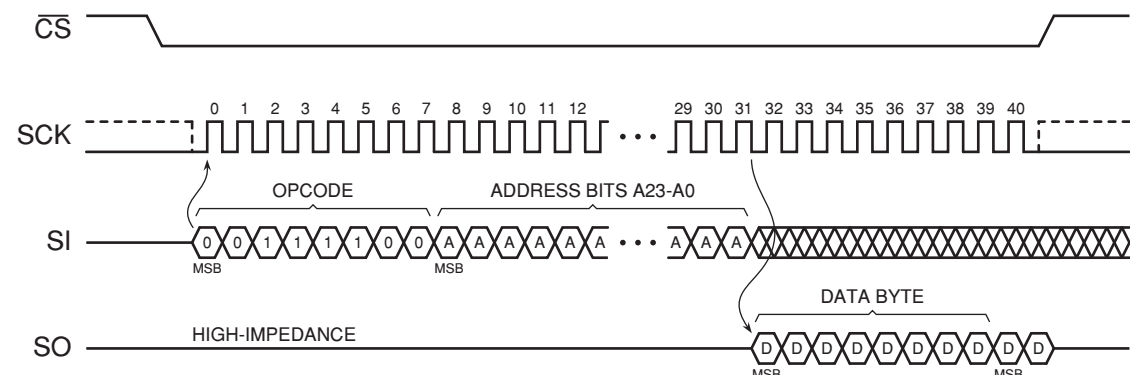 CS
0 1 2 3 4 5 6 7 8 9 10 11 12 29 30 31 32 33 34 35 36 37 38 39 40
SCK
OPCODE ADDRESS BITS A23-A0
SI 0 0 1 1 1 1 0 0 A A A A A A A A A
MSB MSB
DATA BYTE
HIGH-IMPEDANCE
SO D D D D D D D D D D
MSB MSB